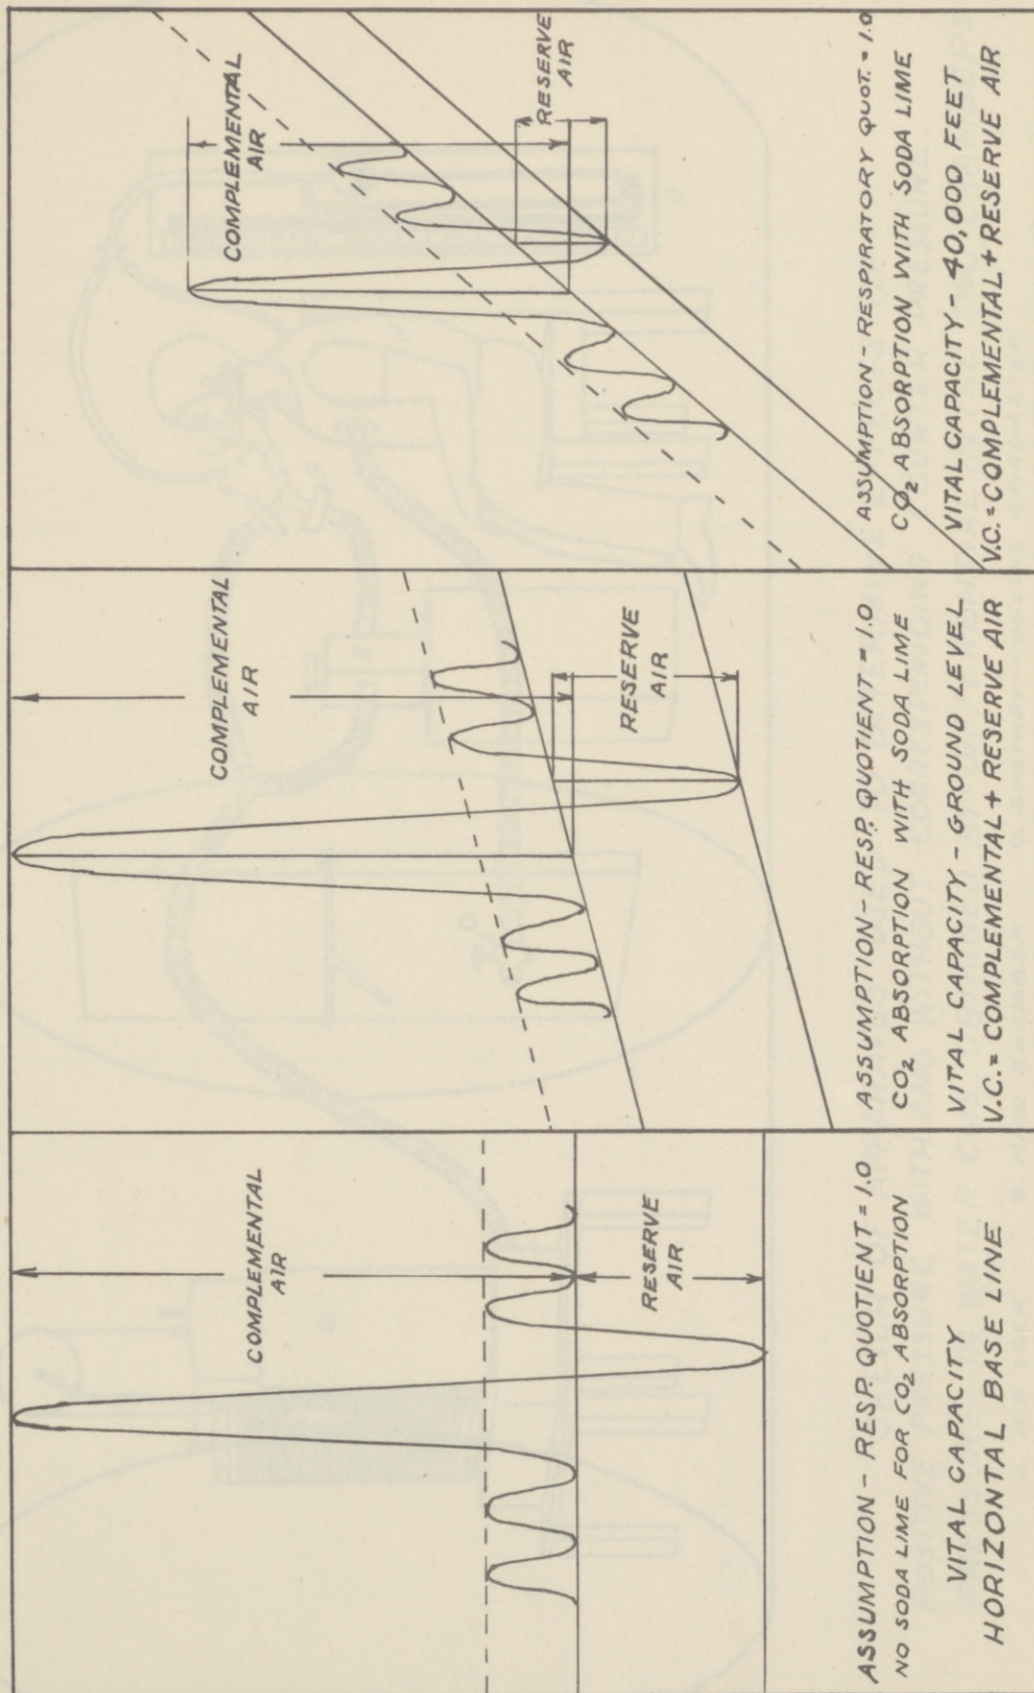 COMPLEMENTAL
AIR
RESERVE
AIR
ASSUMPTION - RESP. QUOTIENT = 1.0
NO SODA LIME FOR CO₂ ABSORPTION
VITAL CAPACITY
HORIZONTAL BASE LINE
COMPLEMENTAL
AIR
RESERVE
AIR
ASSUMPTION - RESP. QUOTIENT = 1.0
CO₂ ABSORPTION WITH SODA LIME
VITAL CAPACITY - GROUND LEVEL
V.C. = COMPLEMENTAL + RESERVE AIR
COMPLEMENTAL
AIR
RESERVE
AIR
ASSUMPTION - RESPIRATORY QUOT. = 1.0
CO₂ ABSORPTION WITH SODA LIME
VITAL CAPACITY - 40,000 FEET
V.C. = COMPLEMENTAL + RESERVE AIR